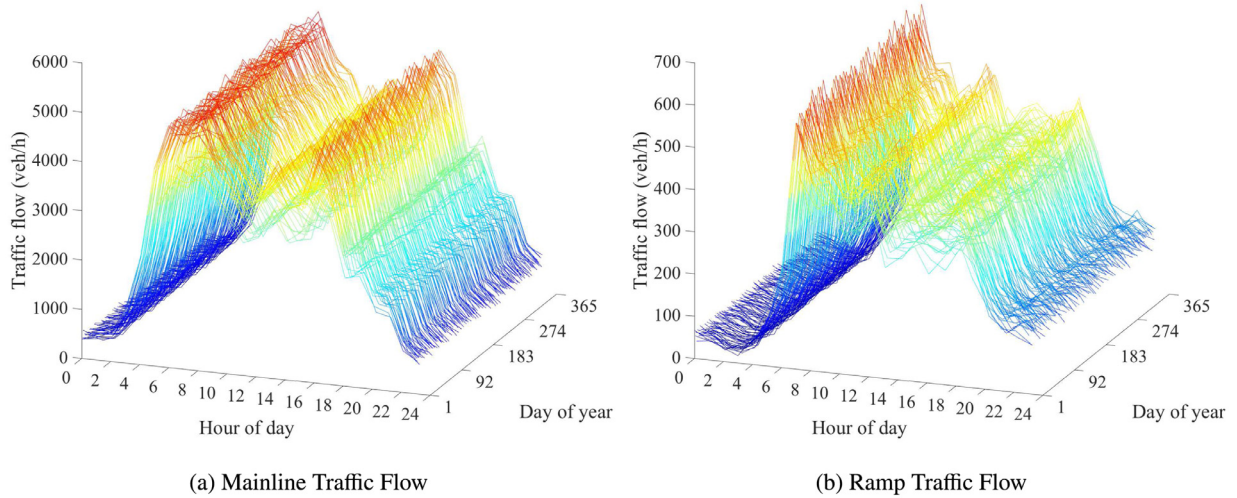 6000
5000
4000
3000
2000
1000
0
Traffic flow (veh/h)
0 2 4 6 8 10 12 14 16 18 20 22 24
Hour of day
1 92 183 274 365
Day of year
(a) Mainline Traffic Flow
700
600
500
400
300
200
100
0
Traffic flow (veh/h)
0 2 4 6 8 10 12 14 16 18 20 22 24
Hour of day
1 92 183 274 365
Day of year
(b) Ramp Traffic Flow